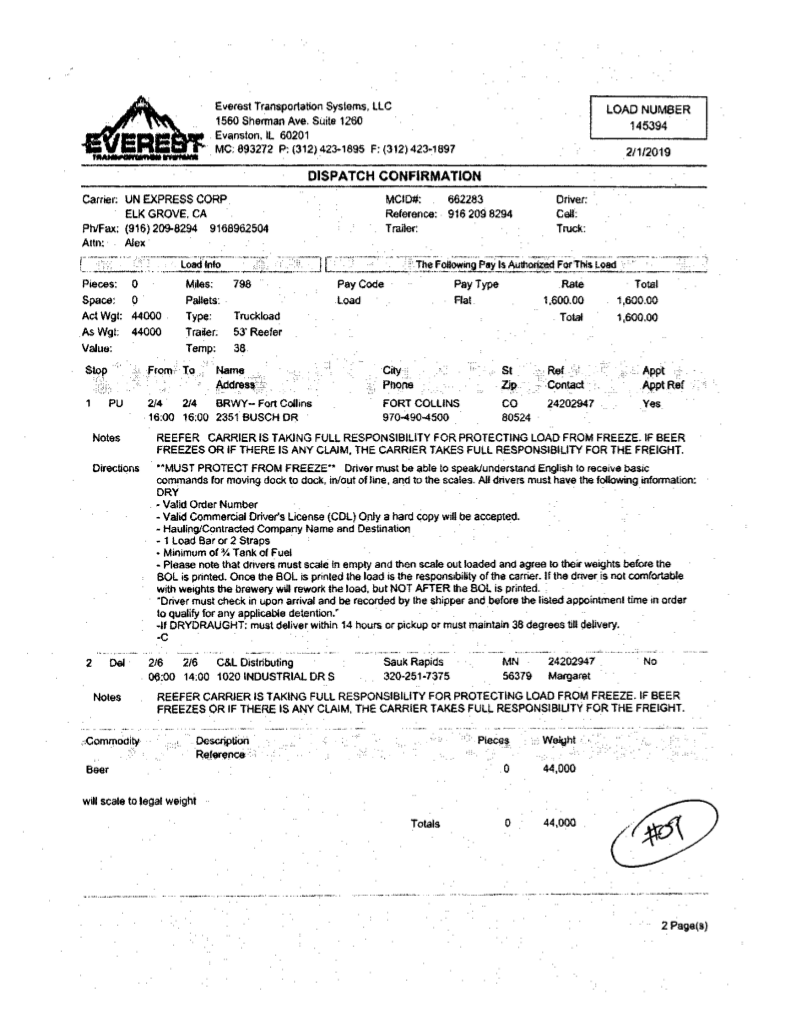 Everest Transportation Systems, LLC
1560 Sherman Ave. Suite 1260
Evanston, IL 60201
MC: 893272 P: (312) 423-1895 F: (312) 423-1897
EVEREST
TRANSPORTATION SYSTEMS
LOAD NUMBER
145394
2/1/2019
DISPATCH CONFIRMATION
Carrier: UN EXPRESS CORP MCID#: 662283 Driver:
ELK GROVE, CA Reference: 916 209 8294 Cell:
Ph/Fax: (916) 209-8294 9168962504 Trailer: Truck:
Attn: Alex
Load Info The Following Pay Is Authorized For This Load
Pieces: 0 Miles: 798 Pay Code Pay Type Rate Total
Space: 0 Pallets: Load Flat 1,600.00 1,600.00
Act Wgt: 44000 Type: Truckload Total 1,600.00
As Wgt: 44000 Trailer: 53' Reefer
Value: Temp: 38
Stop From To Name City St Ref Appt
Address Phone Zip Contact Appt Ref
1 PU 2/4 2/4 BRWY-- Fort Collins FORT COLLINS CO 24202947 Yes
16:00 16:00 2351 BUSCH DR 970-490-4500 80524
Notes REEFER CARRIER IS TAKING FULL RESPONSIBILITY FOR PROTECTING LOAD FROM FREEZE. IF BEER
FREEZES OR IF THERE IS ANY CLAIM, THE CARRIER TAKES FULL RESPONSIBILITY FOR THE FREIGHT.
Directions **MUST PROTECT FROM FREEZE** Driver must be able to speak/understand English to receive basic
commands for moving dock to dock, in/out of line, and to the scales. All drivers must have the following information:
DRY
- Valid Order Number
- Valid Commercial Driver's License (CDL) Only a hard copy will be accepted.
- Hauling/Contracted Company Name and Destination
- 1 Load Bar or 2 Straps
- Minimum of ¾ Tank of Fuel
- Please note that drivers must scale in empty and then scale out loaded and agree to their weights before the
BOL is printed. Once the BOL is printed the load is the responsibility of the carrier. If the driver is not comfortable
with weights the brewery will rework the load, but NOT AFTER the BOL is printed.
"Driver must check in upon arrival and be recorded by the shipper and before the listed appointment time in order
to qualify for any applicable detention."
-If DRYDRAUGHT: must deliver within 14 hours or pickup or must maintain 38 degrees till delivery.
-C
2 Del 2/6 2/6 C&L Distributing Sauk Rapids MN 24202947 No
06:00 14:00 1020 INDUSTRIAL DR S 320-251-7375 56379 Margaret
Notes REEFER CARRIER IS TAKING FULL RESPONSIBILITY FOR PROTECTING LOAD FROM FREEZE. IF BEER
FREEZES OR IF THERE IS ANY CLAIM, THE CARRIER TAKES FULL RESPONSIBILITY FOR THE FREIGHT.
Commodity Description Pieces Weight
Reference
Beer 0 44,000
will scale to legal weight
Totals 0 44,000
#09
2 Page(s)